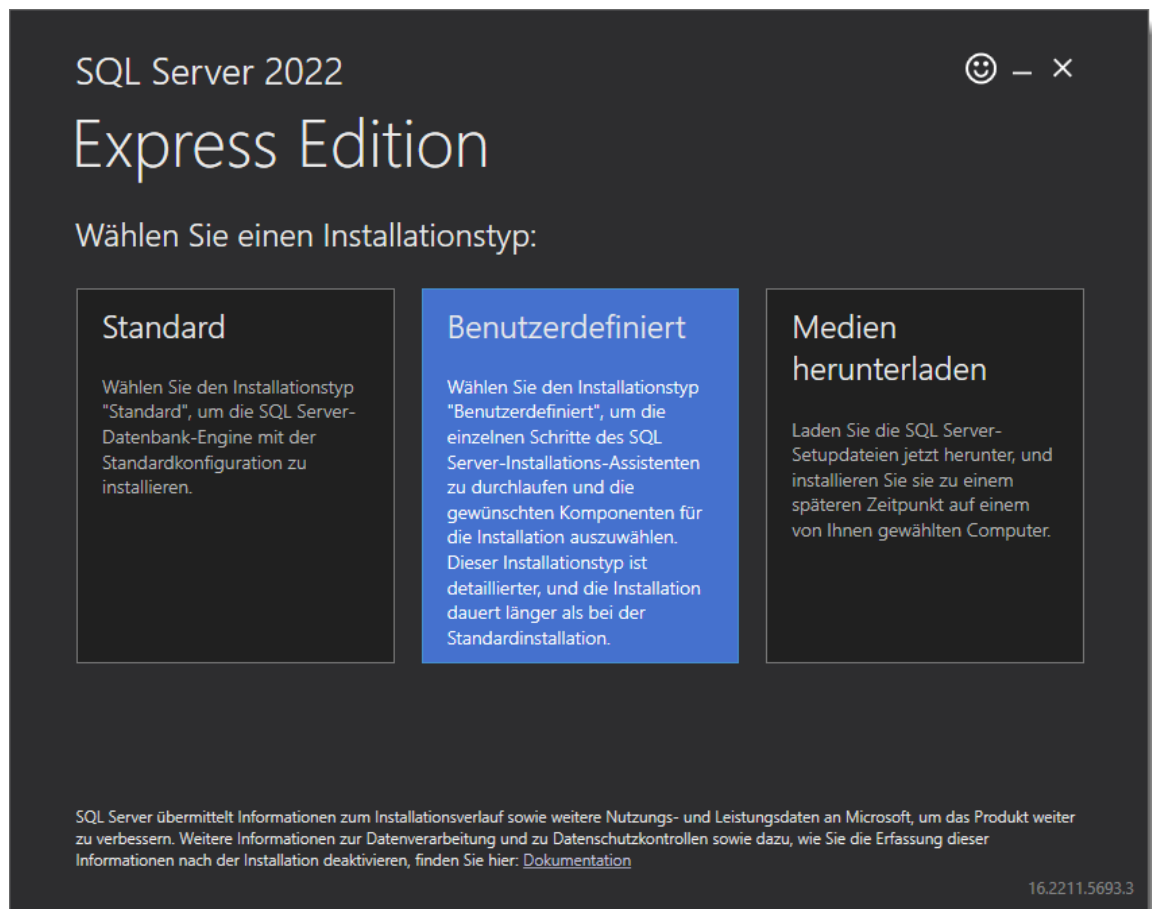 SQL Server 2022
Express Edition
Wählen Sie einen Installationstyp:
Standard
Wählen Sie den Installationstyp
"Standard", um die SQL Server-
Datenbank-Engine mit der
Standardkonfiguration zu
installieren.
Benutzerdefiniert
Wählen Sie den Installationstyp
"Benutzerdefiniert", um die
einzelnen Schritte des SQL
Server-Installations-Assistenten
zu durchlaufen und die
gewünschten Komponenten für
die Installation auszuwählen.
Dieser Installationstyp ist
detaillierter, und die Installation
dauert länger als bei der
Standardinstallation.
Medien
herunterladen
Laden Sie die SQL Server-
Setupdateien jetzt herunter, und
installieren Sie sie zu einem
späteren Zeitpunkt auf einem
von Ihnen gewählten Computer.
SQL Server übermittelt Informationen zum Installationsverlauf sowie weitere Nutzungs- und Leistungsdaten an Microsoft, um das Produkt weiter
zu verbessern. Weitere Informationen zur Datenverarbeitung und zu Datenschutzkontrollen sowie dazu, wie Sie die Erfassung dieser
Informationen nach der Installation deaktivieren, finden Sie hier: Dokumentation
16.2211.5693.3